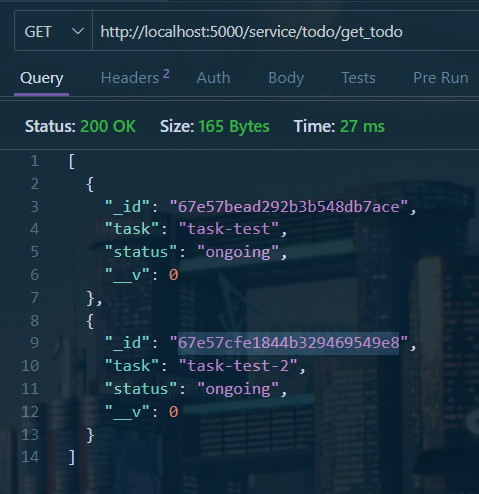 GET http://localhost:5000/service/todo/get_todo
Query Headers 2 Auth Body Tests Pre Run
Status: 200 OK Size: 165 Bytes Time: 27 ms
1 [
2 {
3 "_id": "67e57bead292b3b548db7ace",
4 "task": "task-test",
5 "status": "ongoing",
6 "__v": 0
7 },
8 {
9 "_id": "67e57cfe1844b329469549e8",
10 "task": "task-test-2",
11 "status": "ongoing",
12 "__v": 0
13 }
14 ]